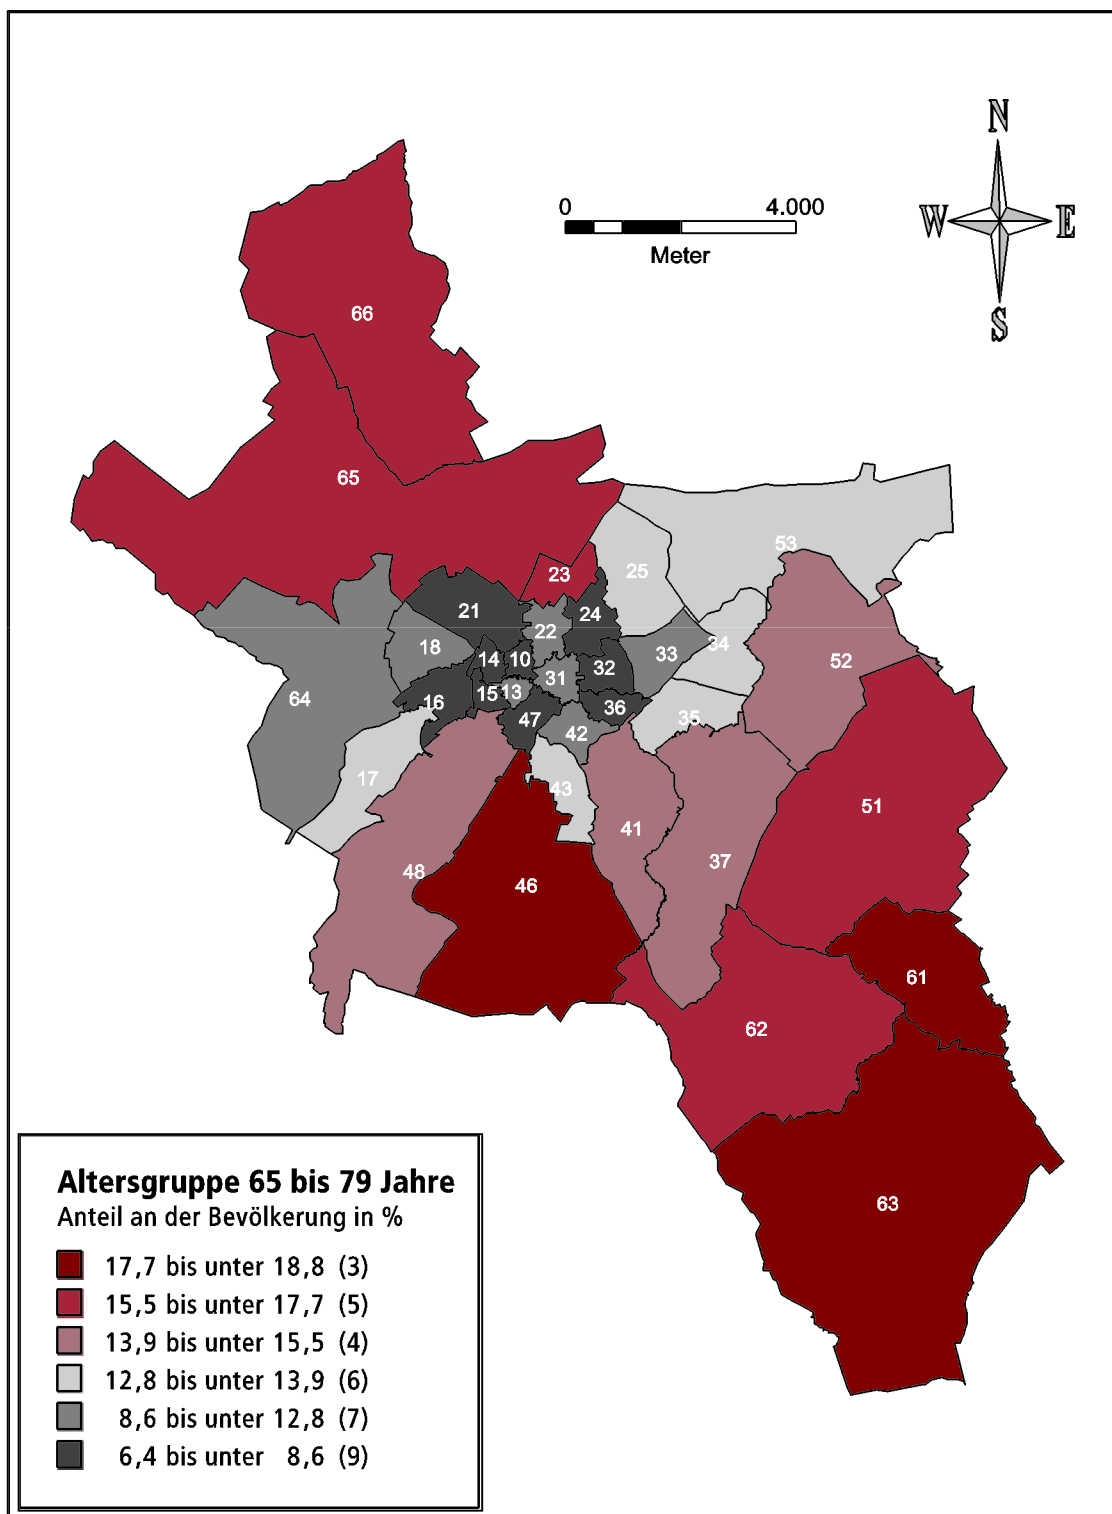 N
0 4.000
W E
Meter
S
66
65
53
23
25
21
24
22
34
18
14
10
32
33
52
31
64
16
15
13
36
47
35
42
17
43
51
41
37
48
46
61
62
63
Altersgruppe 65 bis 79 Jahre
Anteil an der Bevölkerung in %
17,7 bis unter 18,8 (3)
15,5 bis unter 17,7 (5)
13,9 bis unter 15,5 (4)
12,8 bis unter 13,9 (6)
8,6 bis unter 12,8 (7)
6,4 bis unter 8,6 (9)